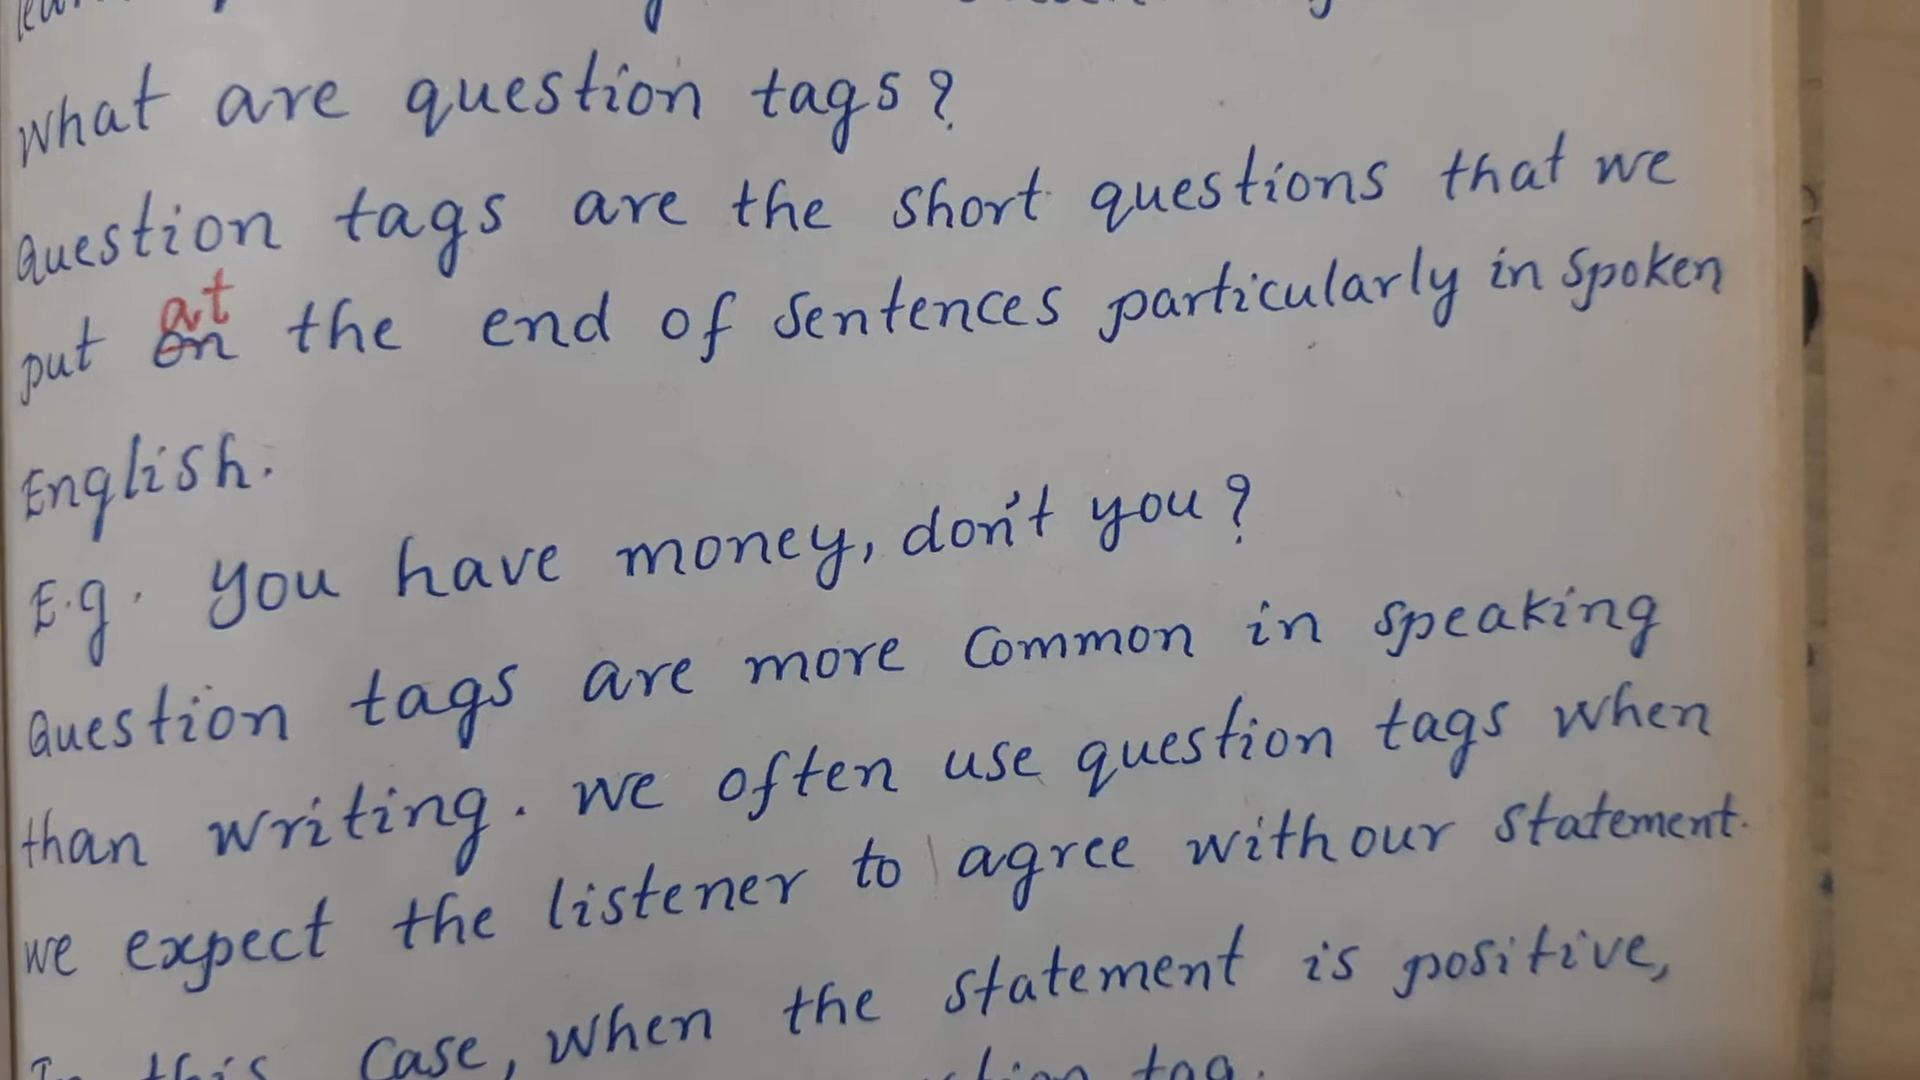 What are question tags?
Question tags are the short questions that we
put at the end of sentences particularly in spoken
English.
E.g. you have money, don't you?
Question tags are more common in speaking
than writing. we often use question tags when
we expect the listener to agree with our statement.
In this case, when the statement is positive,
tag.